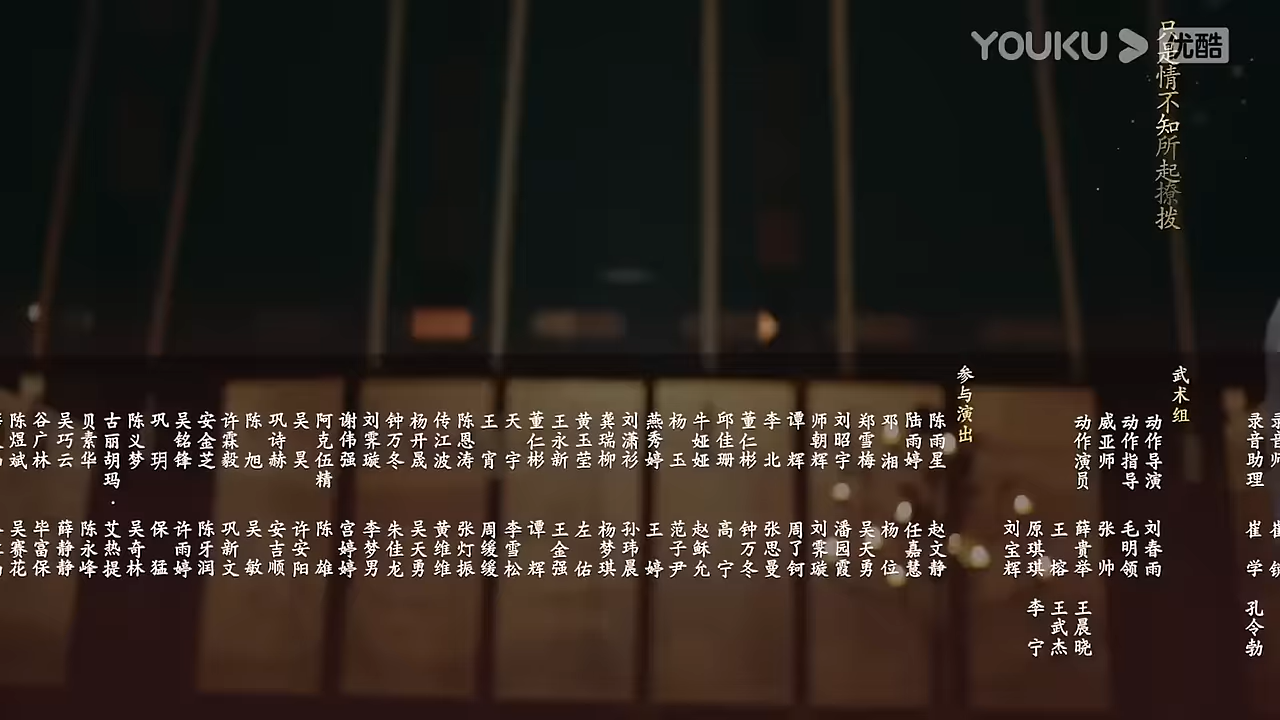 YOUKU 优酷
只是情不知所起撩拨
录音助理
崔 学
孔令勃
武术组
动作导演
刘春雨
动作指导
毛明领
威亚师
张 帅
动作演员
薛贵举
王晨晓
王 榕
王武杰
原琪琪
李 宁
刘宝辉
参与演出
陈雨星
赵文静
陆雨婷
任嘉慧
邓 湘
杨 位
郑雪梅
吴天勇
刘昭宇
潘园霞
师朝辉
刘霁璇
谭 辉
周了钶
李 北
张思曼
董仁彬
钟万冬
邱佳珊
高 宁
牛娅娅
赵稣允
杨 玉
范子尹
燕秀婷
王 婷
刘潇衫
孙玮晨
龚瑞柳
杨梦琪
黄玉莹
左 佑
王永新
王金强
董仁彬
谭 辉
天 宇
李雪松
王 宵
周缓缓
陈恩涛
张灯振
传江波
黄维维
杨开晟
吴天美
钟万冬
朱佳龙
刘霁璇
李梦男
谢伟强
宫婷婷
阿克伍精
陈 雄
吴 昊
许安阳
巩诗赫
安吉顺
陈 旭
吴 敏
许霖毅
巩新文
安金芝
陈牙润
吴铭锋
许雨婷
巩 玥
保 猛
陈义梦
吴奇林
古丽胡玛·
艾热提
贝素华
陈永峰
吴巧云
薛静静
谷广林
毕富保
陈煜斌
吴赛花